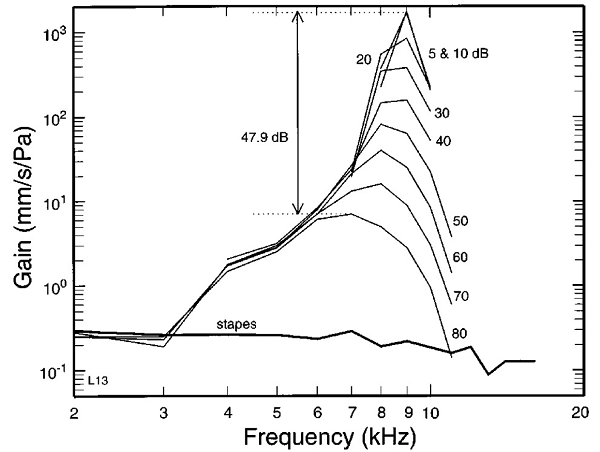 10³
10²
10¹
10⁰
10⁻¹
Gain (mm/s/Pa)
20
5 & 10 dB
30
40
47.9 dB
50
60
70
80
stapes
L13
2 3 4 5 6 7 8 9 10 20
Frequency (kHz)